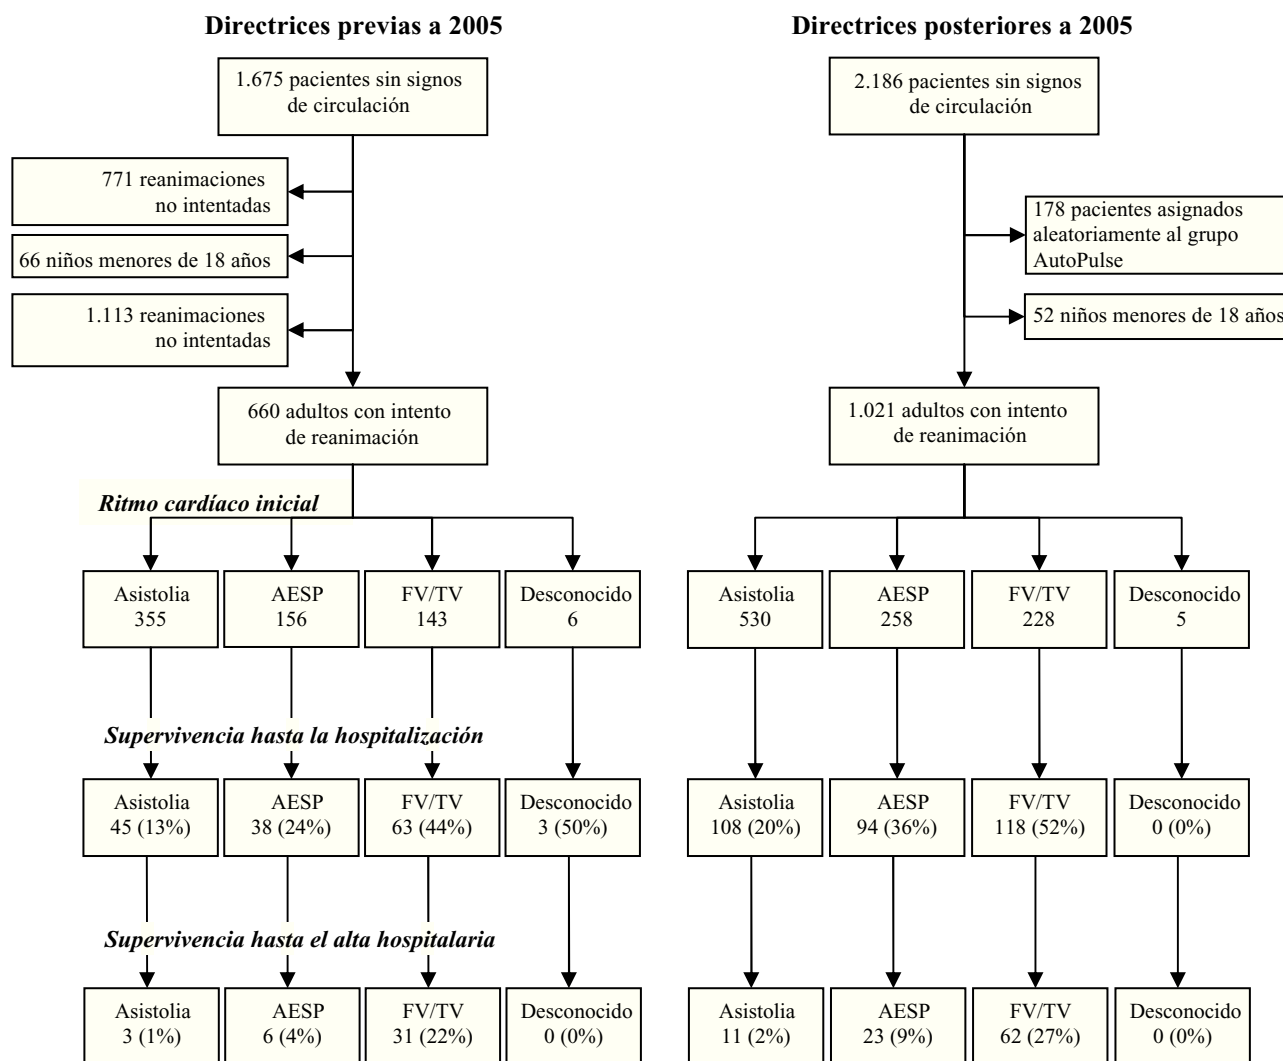 Directrices previas a 2005
1.675 pacientes sin signos
de circulación
771 reanimaciones
no intentadas
66 niños menores de 18 años
1.113 reanimaciones
no intentadas
660 adultos con intento
de reanimación
Ritmo cardíaco inicial
Asistolia
355
AESP
156
FV/TV
143
Desconocido
6
Supervivencia hasta la hospitalización
Asistolia
45 (13%)
AESP
38 (24%)
FV/TV
63 (44%)
Desconocido
3 (50%)
Supervivencia hasta el alta hospitalaria
Asistolia
3 (1%)
AESP
6 (4%)
FV/TV
31 (22%)
Desconocido
0 (0%)
Directrices posteriores a 2005
2.186 pacientes sin signos
de circulación
178 pacientes asignados
aleatoriamente al grupo
AutoPulse
52 niños menores de 18 años
1.021 adultos con intento
de reanimación
Asistolia
530
AESP
258
FV/TV
228
Desconocido
5
Asistolia
108 (20%)
AESP
94 (36%)
FV/TV
118 (52%)
Desconocido
0 (0%)
Asistolia
11 (2%)
AESP
23 (9%)
FV/TV
62 (27%)
Desconocido
0 (0%)